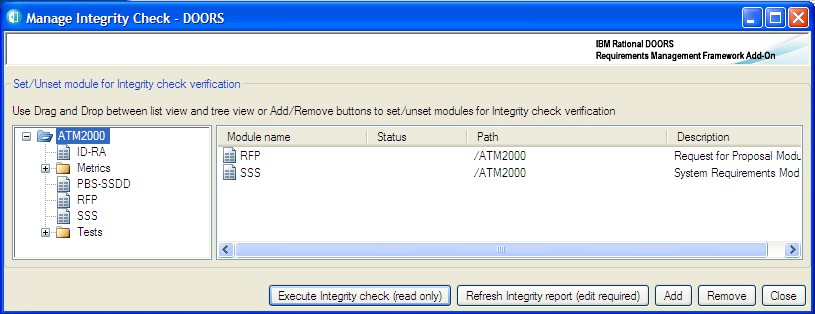 Manage Integrity Check - DOORS
IBM Rational DOORS
Requirements Management Framework Add-On
Set/Unset module for Integrity check verification
Use Drag and Drop between list view and tree view or Add/Remove buttons to set/unset modules for Integrity check verification
ATM2000
ID-RA
Metrics
PBS-SSDD
RFP
SSS
Tests
Module name Status Path Description
RFP /ATM2000 Request for Proposal Modu
SSS /ATM2000 System Requirements Mod
Execute Integrity check (read only) Refresh Integrity report (edit required) Add Remove Close